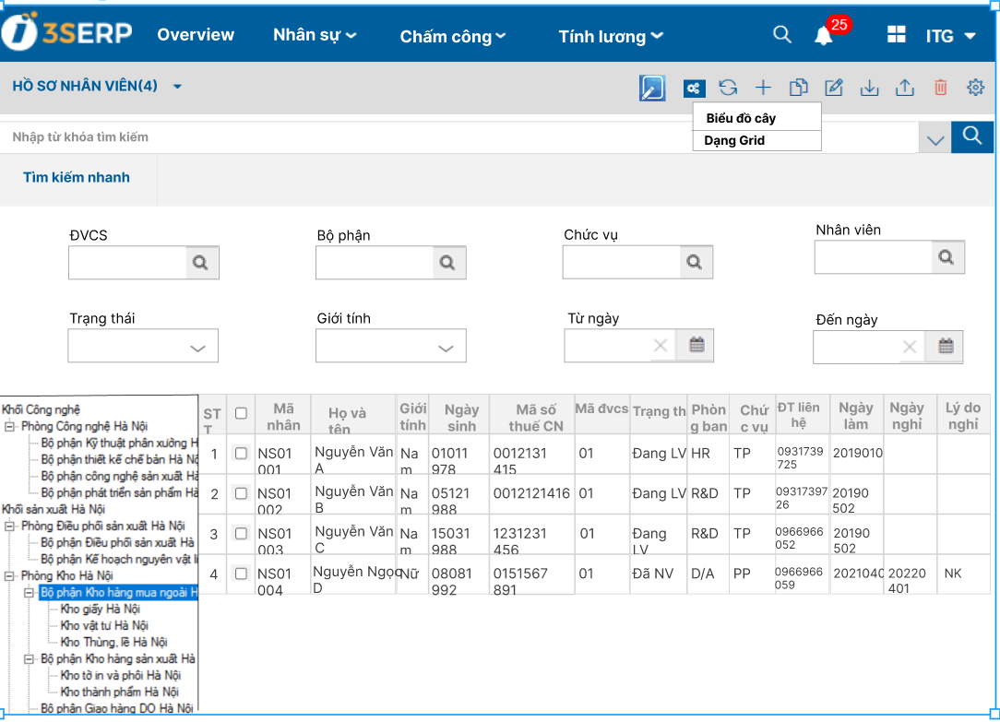 3SERP Overview Nhân sự Chấm công Tính lương 25 ITG
HỒ SƠ NHÂN VIÊN(4)
Biểu đồ cây
Dạng Grid
Nhập từ khóa tìm kiếm
Tìm kiếm nhanh
ĐVCS Bộ phận Chức vụ Nhân viên
Trạng thái Giới tính Từ ngày Đến ngày
Khối Công nghệ
Phòng Công nghệ Hà Nội
Bộ phận Kỹ thuật phân xưởng H
Bộ phận thiết kế chế bản Hà Nộ
Bộ phận công nghệ sản xuất Hà
Bộ phận phát triển sản phẩm Hà
Khối sản xuất Hà Nội
Phòng Điều phối sản xuất Hà Nội
Bộ phận Điều phối sản xuất Hà
Bộ phận Kế hoạch nguyên vật li
Phòng Kho Hà Nội
Bộ phận Kho hàng mua ngoài H
Kho giấy Hà Nội
Kho vật tư Hà Nội
Kho Thùng, lề Hà Nội
Bộ phận Kho hàng sản xuất Hà
Kho tờ in và phôi Hà Nội
Kho thành phẩm Hà Nội
Bộ phận Giao hàng DO Hà Nội
ST Mã Họ và Giới Ngày Mã số Mã đvcs Trạng th Phòn Chứ ĐT liên Ngày Ngày Lý do
T nhân tên tính sinh thuế CN g ban c vụ hệ làm nghỉ nghỉ
1 NS01 Nguyễn Văn Na 01011 0012131 01 Đang LV HR TP 0931739 2019010
001 A m 978 415 725
2 NS01 Nguyễn Văn Na 05121 0012121416 01 Đang LV R&D TP 09317397 20190
002 B m 988 26 502
3 NS01 Nguyễn Văn Na 15031 1231231 01 Đang R&D TP 0966966 20190
003 C m 988 456 LV 052 502
4 NS01 Nguyễn Ngọc Nữ 08081 0151567 01 Đã NV D/A PP 0966966 2021040 20220 NK
004 D 992 891 059 401